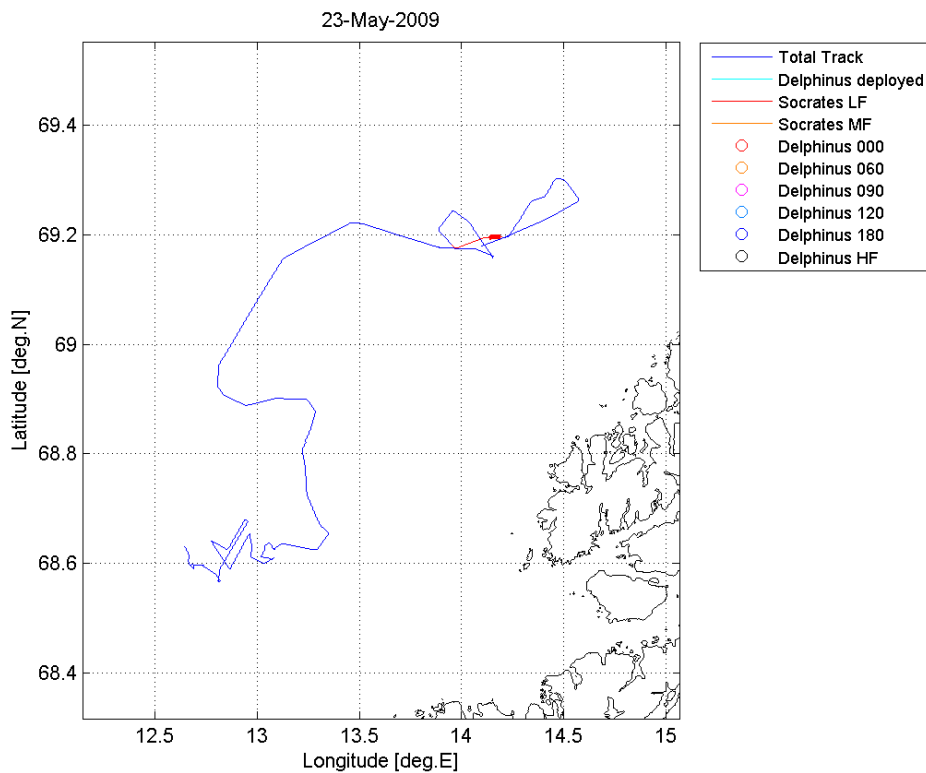 23-May-2009
Total Track
Delphinus deployed
Socrates LF
Socrates MF
Delphinus 000
Delphinus 060
Delphinus 090
Delphinus 120
Delphinus 180
Delphinus HF
Latitude [deg.N]
69.4
69.2
69
68.8
68.6
68.4
12.5 13 13.5 14 14.5 15
Longitude [deg.E]